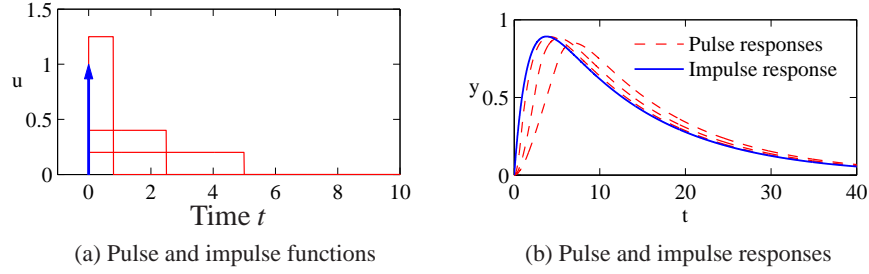 1.5
1
u
0.5
0
0
2
4
6
8
10
Time t
(a) Pulse and impulse functions
1
y
0.5
0
0
10
20
30
40
t
Pulse responses
Impulse response
(b) Pulse and impulse responses